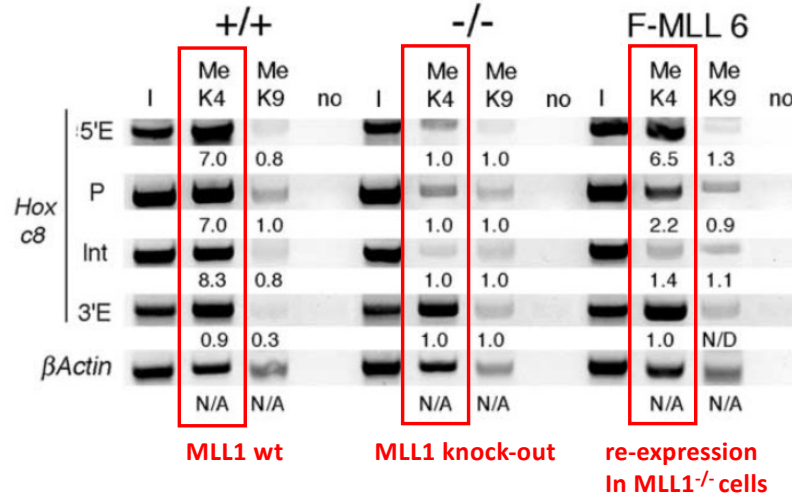 +/+ -/- F-MLL 6
Me Me Me Me Me Me
I K4 K9 no I K4 K9 no I K4 K9 no
:5'E
7.0 0.8 1.0 1.0 6.5 1.3
P
7.0 1.0 1.0 1.0 2.2 0.9
Hox
c8
Int
8.3 0.8 1.0 1.0 1.4 1.1
3'E
0.9 0.3 1.0 1.0 1.0 N/D
βActin
N/A N/A N/A N/A N/A N/A
MLL1 wt MLL1 knock-out re-expression
In MLL1-/- cells